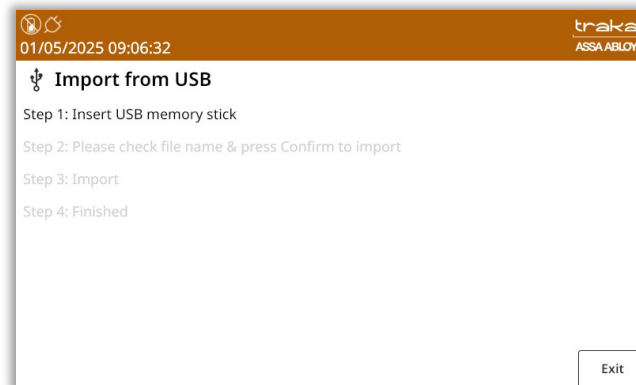 01/05/2025 09:06:32
traka
ASSA ABLOY
Import from USB
Step 1: Insert USB memory stick
Step 2: Please check file name & press Confirm to import
Step 3: Import
Step 4: Finished
Exit